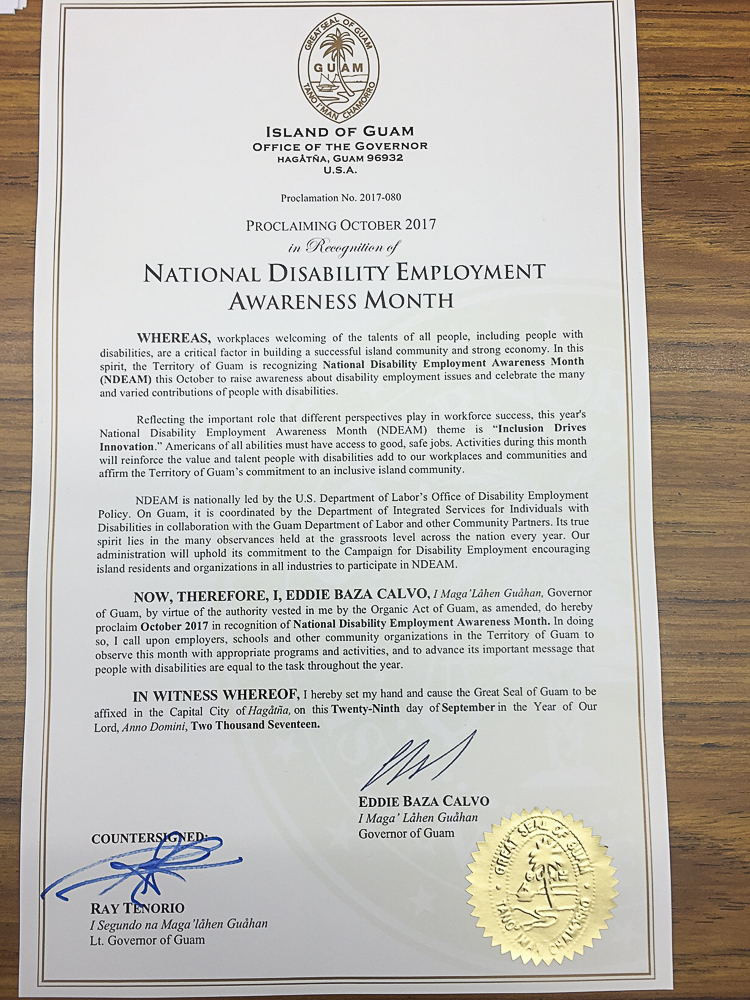 GREAT SEAL OF GUAM
GUAM
TANO I' MAN CHAMORRO
ISLAND OF GUAM
OFFICE OF THE GOVERNOR
HAGÅTÑA, GUAM 96932
U.S.A.
Proclamation No. 2017-080
PROCLAIMING OCTOBER 2017
in Recognition of
NATIONAL DISABILITY EMPLOYMENT
AWARENESS MONTH
WHEREAS, workplaces welcoming of the talents of all people, including people with
disabilities, are a critical factor in building a successful island community and strong economy. In this
spirit, the Territory of Guam is recognizing National Disability Employment Awareness Month
(NDEAM) this October to raise awareness about disability employment issues and celebrate the many
and varied contributions of people with disabilities.
Reflecting the important role that different perspectives play in workforce success, this year's
National Disability Employment Awareness Month (NDEAM) theme is “Inclusion Drives
Innovation.” Americans of all abilities must have access to good, safe jobs. Activities during this month
will reinforce the value and talent people with disabilities add to our workplaces and communities and
affirm the Territory of Guam's commitment to an inclusive island community.
NDEAM is nationally led by the U.S. Department of Labor's Office of Disability Employment
Policy. On Guam, it is coordinated by the Department of Integrated Services for Individuals with
Disabilities in collaboration with the Guam Department of Labor and other Community Partners. Its true
spirit lies in the many observances held at the grassroots level across the nation every year. Our
administration will uphold its commitment to the Campaign for Disability Employment encouraging
island residents and organizations in all industries to participate in NDEAM.
NOW, THEREFORE, I, EDDIE BAZA CALVO, I Maga'Låhen Guåhan, Governor
of Guam, by virtue of the authority vested in me by the Organic Act of Guam, as amended, do hereby
proclaim October 2017 in recognition of National Disability Employment Awareness Month. In doing
so, I call upon employers, schools and other community organizations in the Territory of Guam to
observe this month with appropriate programs and activities, and to advance its important message that
people with disabilities are equal to the task throughout the year.
IN WITNESS WHEREOF, I hereby set my hand and cause the Great Seal of Guam to be
affixed in the Capital City of Hagåtña, on this Twenty-Ninth day of September in the Year of Our
Lord, Anno Domini, Two Thousand Seventeen.
EDDIE BAZA CALVO
I Maga' Låhen Guåhan
Governor of Guam
COUNTERSIGNED:
RAY TENORIO
I Segundo na Maga'låhen Guåhan
Lt. Governor of Guam
GREAT SEAL OF GUAM
TANO I' MAN CHAMORRO